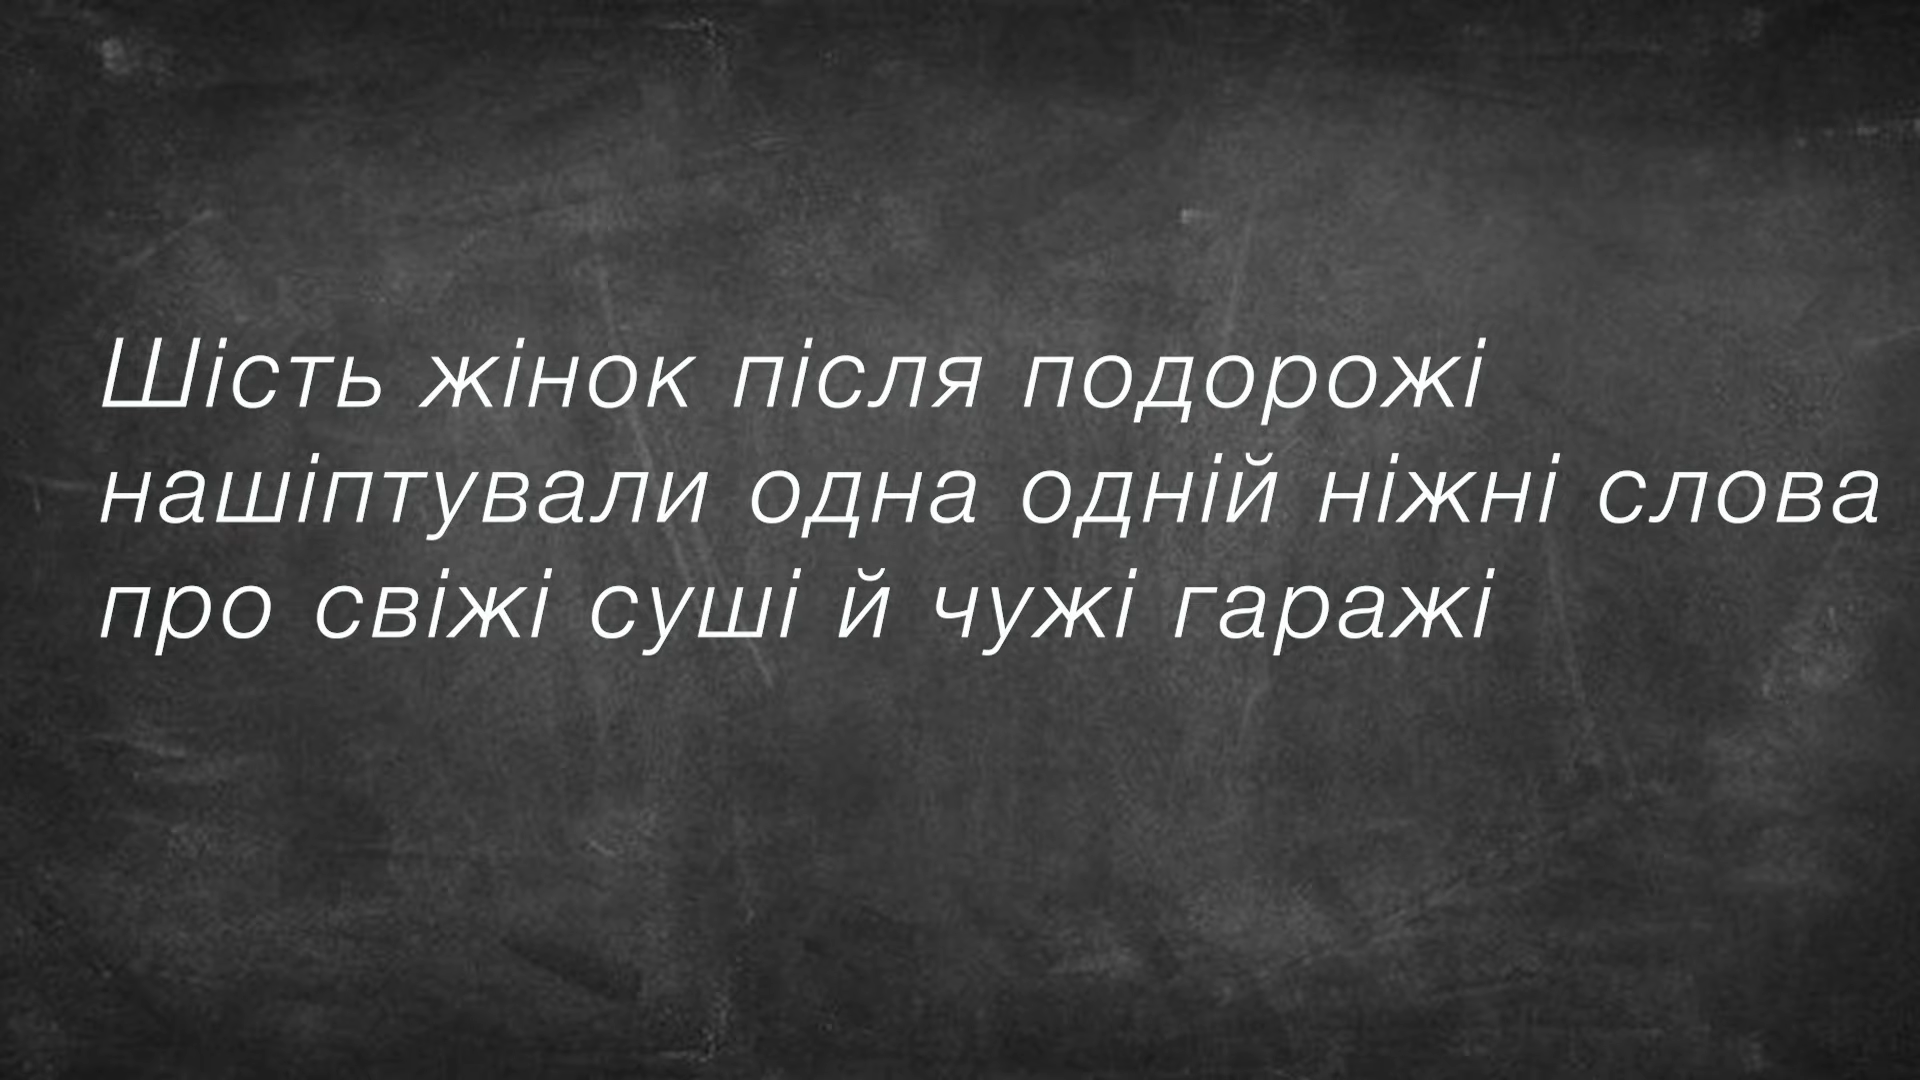 Шість жінок після подорожі
нашіптували одна одній ніжні слова
про свіжі суші й чужі гаражі